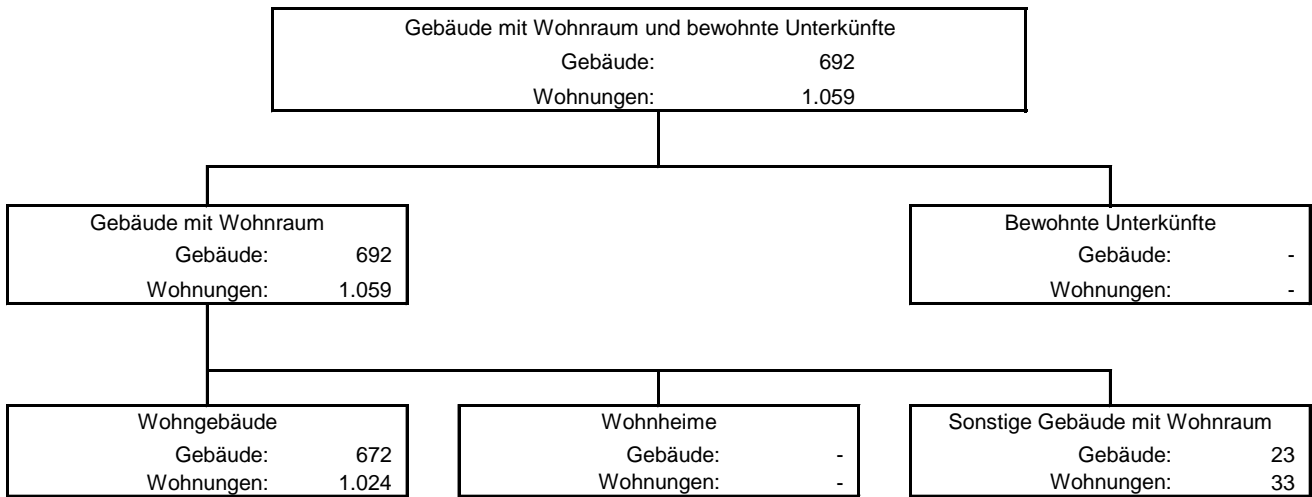 Gebäude mit Wohnraum und bewohnte Unterkünfte
Gebäude: 692
Wohnungen: 1.059
Gebäude mit Wohnraum
Gebäude: 692
Wohnungen: 1.059
Bewohnte Unterkünfte
Gebäude: -
Wohnungen: -
Wohngebäude
Gebäude: 672
Wohnungen: 1.024
Wohnheime
Gebäude: -
Wohnungen: -
Sonstige Gebäude mit Wohnraum
Gebäude: 23
Wohnungen: 33